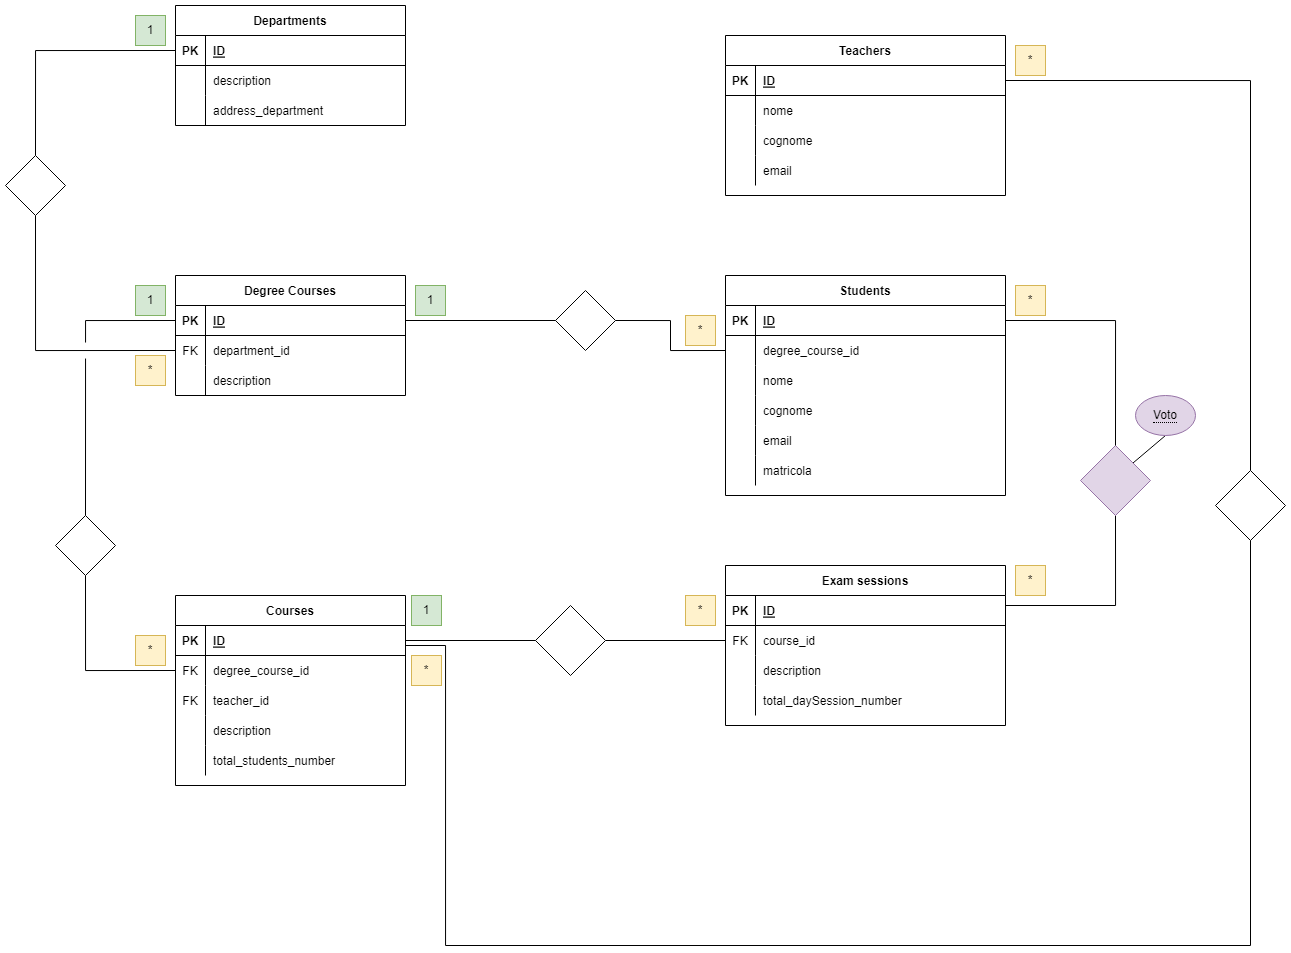 1
Departments
PK ID
description
address_department
Teachers
*
PK ID
nome
cognome
email
1
Degree Courses
1
PK ID
FK department_id
description
*
*
Students
*
PK ID
degree_course_id
nome
cognome
email
matricola
Voto
Courses
1
PK ID
*
FK degree_course_id
*
FK teacher_id
description
total_students_number
*
Exam sessions
*
PK ID
FK course_id
description
total_daySession_number